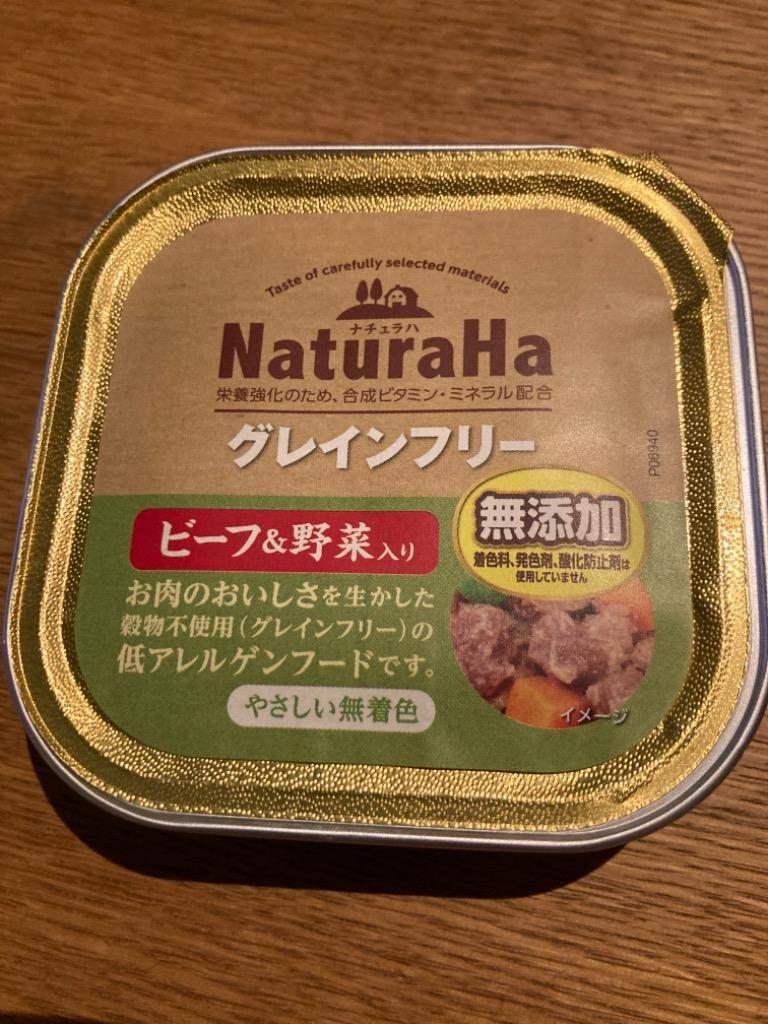 Taste of carefully selected materials
ナチュラハ
NaturaHa
栄養強化のため、合成ビタミン・ミネラル配合
グレインフリー
P06940
ビーフ&野菜入り
無添加
着色料、発色剤、酸化防止剤は
使用していません
お肉のおいしさを生かした
穀物不使用(グレインフリー)の
低アレルゲンフードです。
やさしい無着色
イメージ